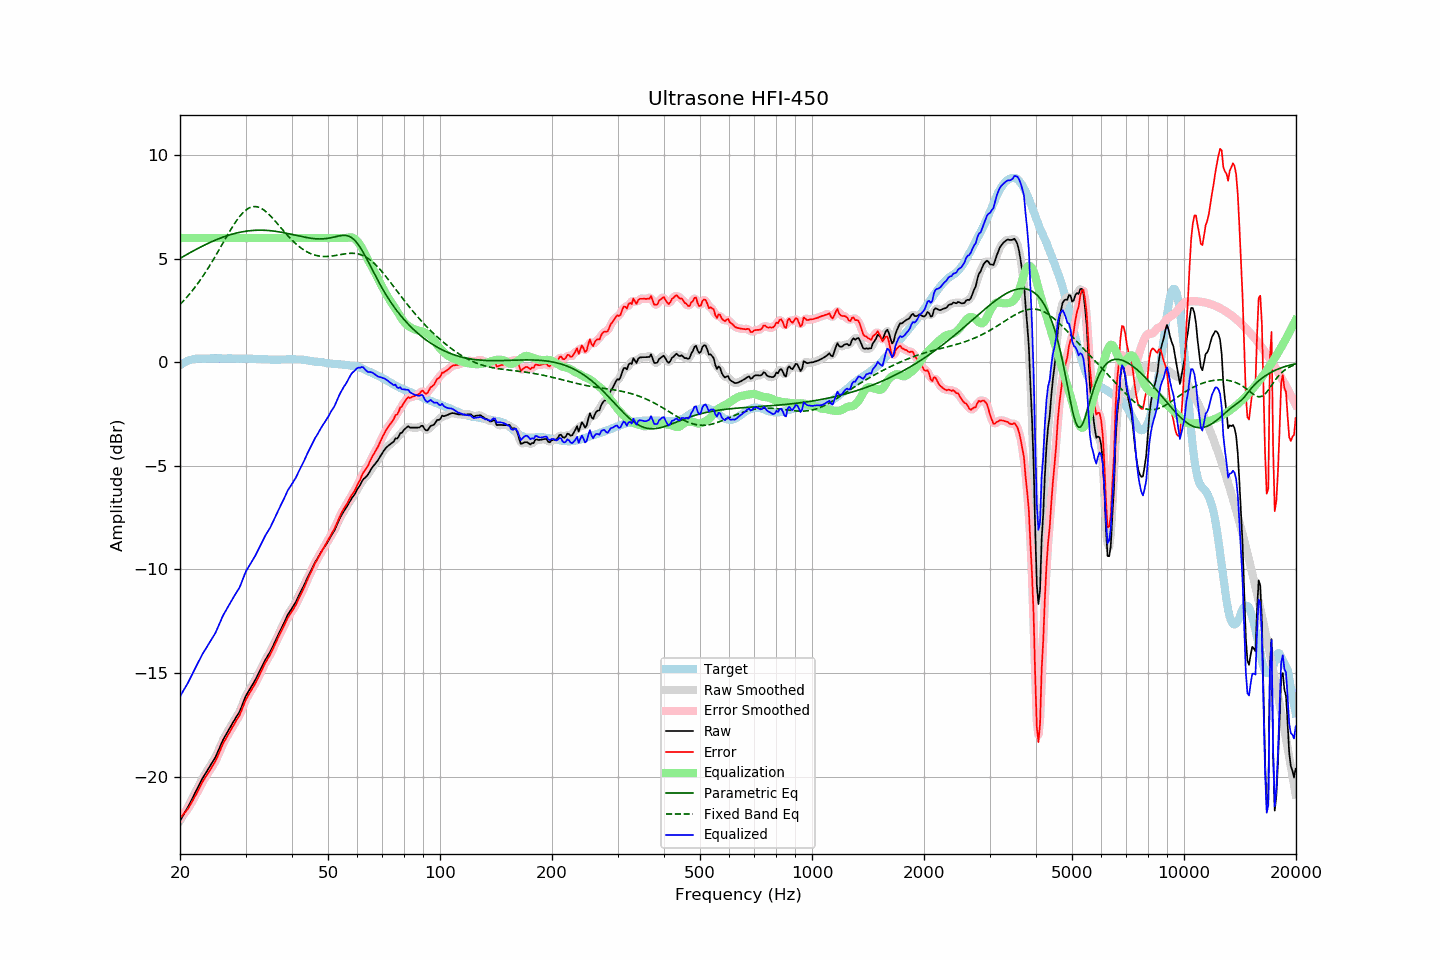 Ultrasone HFI-450
Amplitude (dBr)
10
5
0
−5
−10
−15
−20
Target
Raw Smoothed
Error Smoothed
Raw
Error
Equalization
Parametric Eq
Fixed Band Eq
Equalized
20 50 100 200 500 1000 2000 5000 10000 20000
Frequency (Hz)